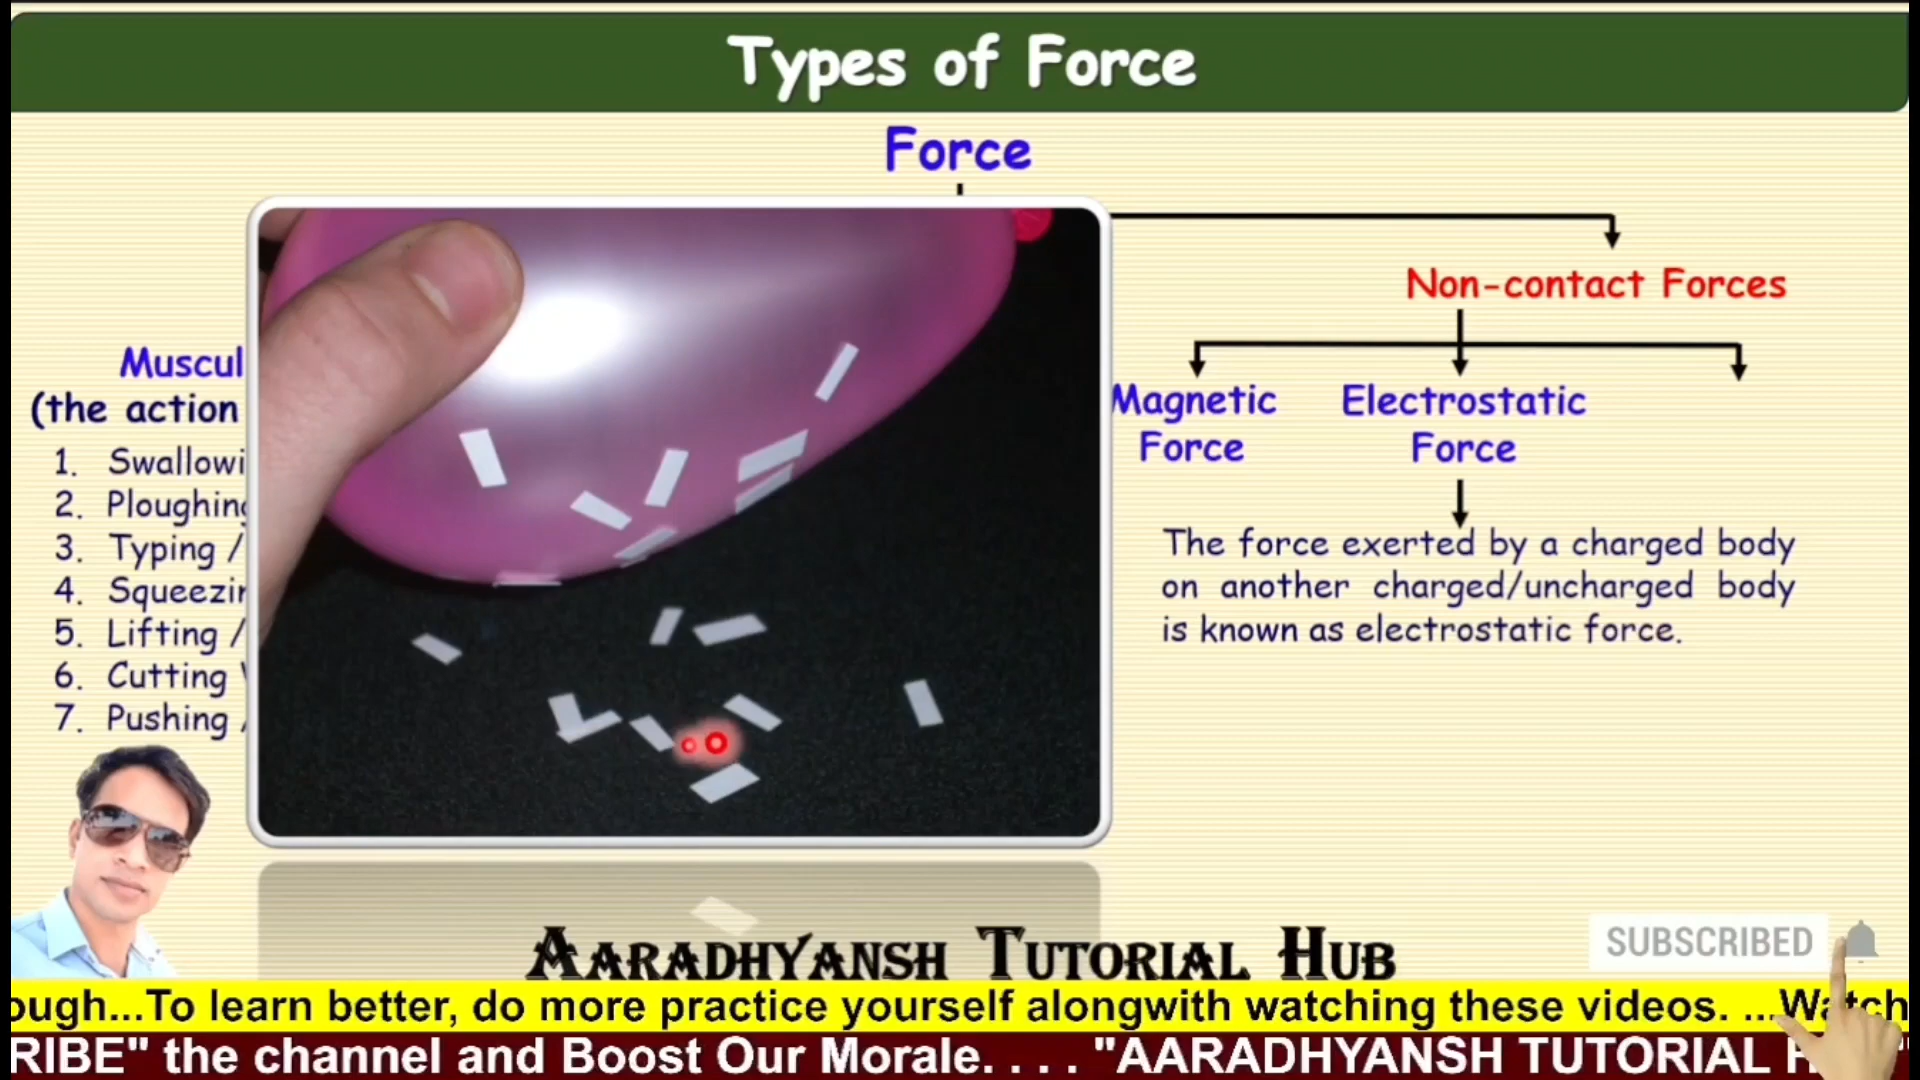 Types of Force
Force
Non-contact Forces
Magnetic
Force
Electrostatic
Force
The force exerted by a charged body
on another charged/uncharged body
is known as electrostatic force.
Muscul
(the action
1. Swallowi
2. Ploughing
3. Typing /
4. Squeezin
5. Lifting /
6. Cutting
7. Pushing /
AARADHYANSH TUTORIAL HUB
SUBSCRIBED
ough...To learn better, do more practice yourself alongwith watching these videos. ...Watch
RIBE" the channel and Boost Our Morale. . . . "AARADHYANSH TUTORIAL H